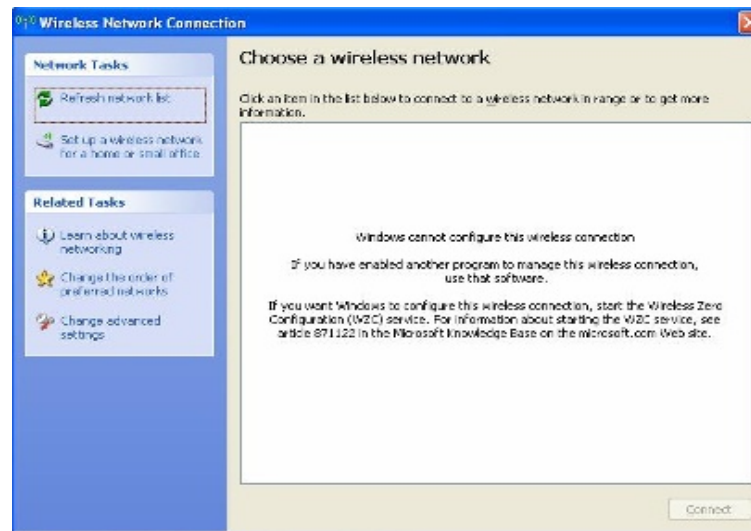 Wireless Network Connection
Network Tasks
Refresh network list
Set up a wireless network
for a home or small office
Related Tasks
Learn about wireless
networking
Change the order of
preferred networks
Change advanced
settings
Choose a wireless network
Click an item in the list below to connect to a wireless network in range or to get more
information.
Windows cannot configure this wireless connection
If you have enabled another program to manage this wireless connection,
use that software.
If you want Windows to configure this wireless connection, start the Wireless Zero
Configuration (WZC) service. For information about starting the WZC service, see
article 871122 in the Microsoft Knowledge Base on the microsoft.com Web site.
Connect